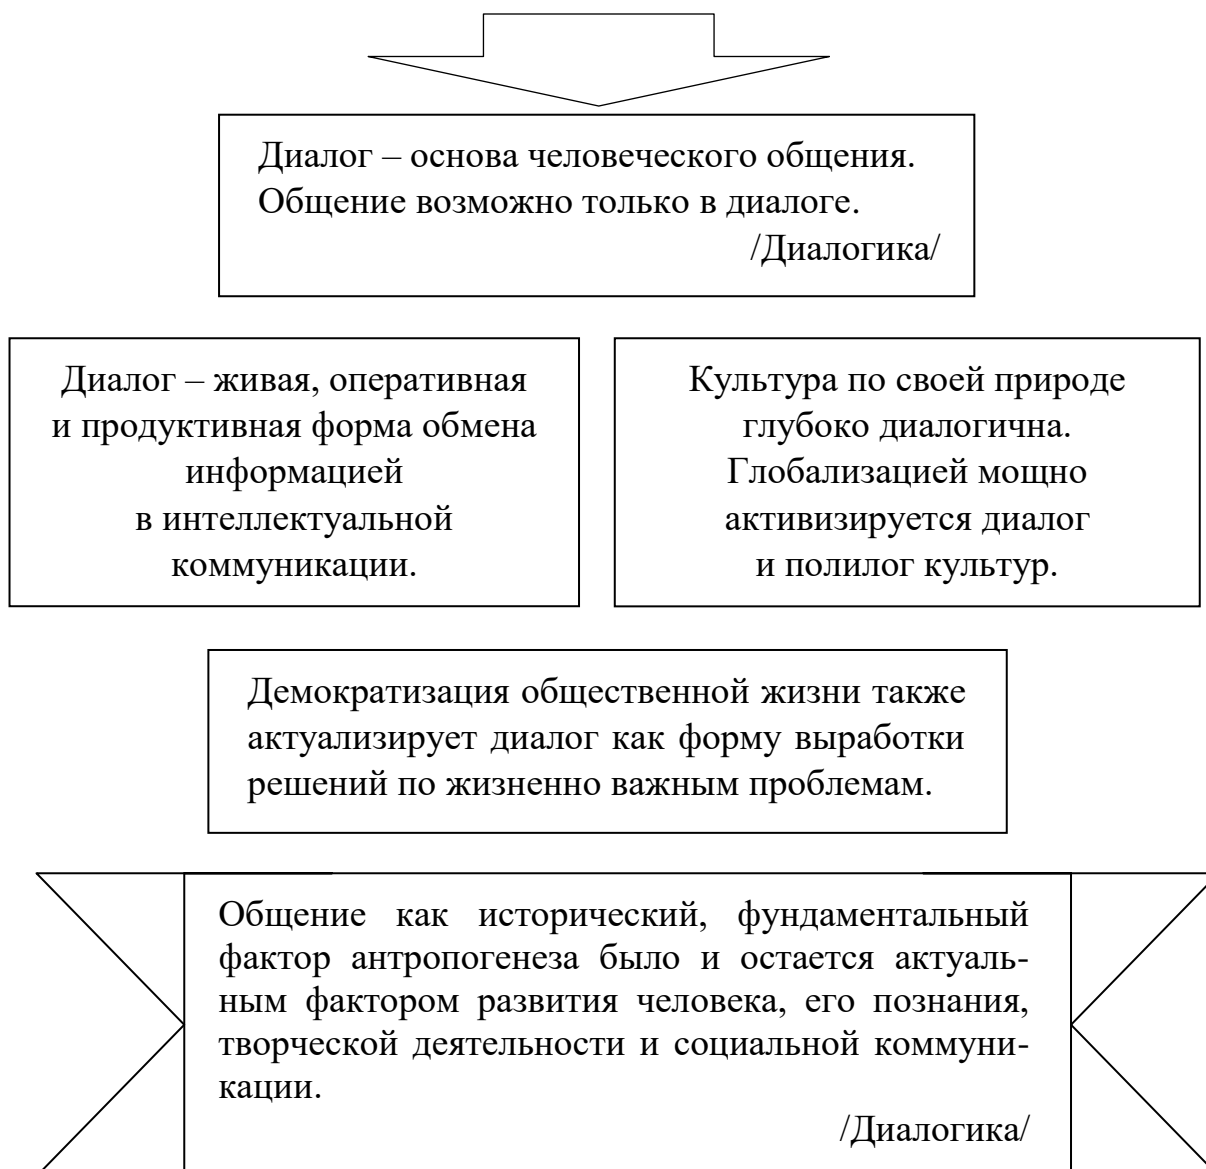 Диалог – основа человеческого общения.
Общение возможно только в диалоге.
/Диалогика/
Диалог – живая, оперативная
и продуктивная форма обмена
информацией
в интеллектуальной
коммуникации.
Культура по своей природе
глубоко диалогична.
Глобализацией мощно
активизируется диалог
и полилог культур.
Демократизация общественной жизни также
актуализирует диалог как форму выработки
решений по жизненно важным проблемам.
Общение как исторический, фундаментальный
фактор антропогенеза было и остается актуаль-
ным фактором развития человека, его познания,
творческой деятельности и социальной коммуни-
кации.
/Диалогика/